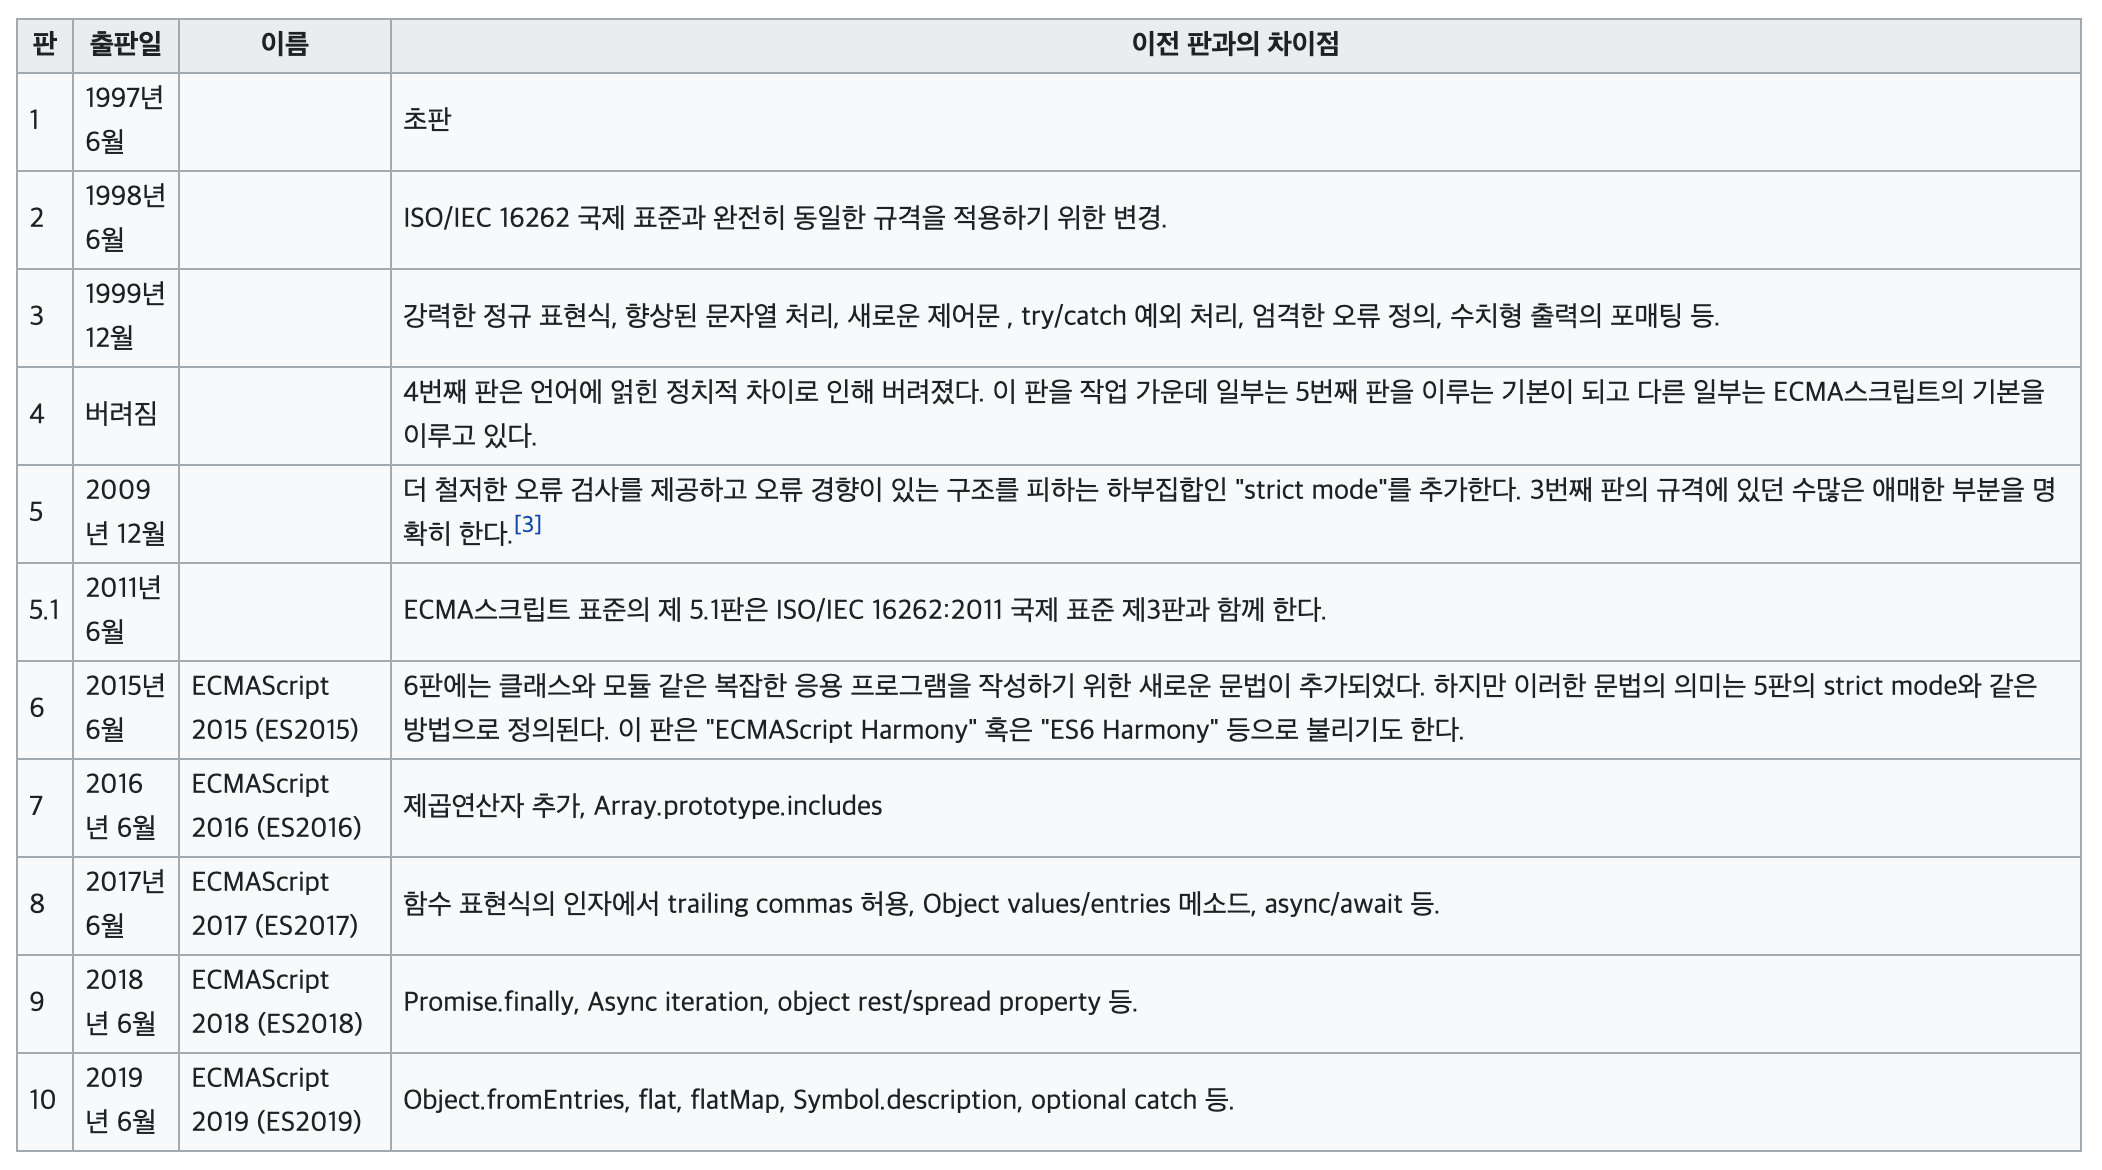 판 출판일 이름 이전 판과의 차이점
1 1997년 6월 초판
2 1998년 6월 ISO/IEC 16262 국제 표준과 완전히 동일한 규격을 적용하기 위한 변경.
3 1999년 12월 강력한 정규 표현식, 향상된 문자열 처리, 새로운 제어문 , try/catch 예외 처리, 엄격한 오류 정의, 수치형 출력의 포매팅 등.
4 버려짐 4번째 판은 언어에 얽힌 정치적 차이로 인해 버려졌다. 이 판을 작업 가운데 일부는 5번째 판을 이루는 기본이 되고 다른 일부는 ECMA스크립트의 기본을
이루고 있다.
5 2009년 12월 더 철저한 오류 검사를 제공하고 오류 경향이 있는 구조를 피하는 하부집합인 "strict mode"를 추가한다. 3번째 판의 규격에 있던 수많은 애매한 부분을 명
확히 한다.[3]
5.1 2011년 6월 ECMA스크립트 표준의 제 5.1판은 ISO/IEC 16262:2011 국제 표준 제3판과 함께 한다.
6 2015년 6월 ECMAScript 2015 (ES2015) 6판에는 클래스와 모듈 같은 복잡한 응용 프로그램을 작성하기 위한 새로운 문법이 추가되었다. 하지만 이러한 문법의 의미는 5판의 strict mode와 같은
방법으로 정의된다. 이 판은 "ECMAScript Harmony" 혹은 "ES6 Harmony" 등으로 불리기도 한다.
7 2016년 6월 ECMAScript 2016 (ES2016) 제곱연산자 추가, Array.prototype.includes
8 2017년 6월 ECMAScript 2017 (ES2017) 함수 표현식의 인자에서 trailing commas 허용, Object values/entries 메소드, async/await 등.
9 2018년 6월 ECMAScript 2018 (ES2018) Promise.finally, Async iteration, object rest/spread property 등.
10 2019년 6월 ECMAScript 2019 (ES2019) Object.fromEntries, flat, flatMap, Symbol.description, optional catch 등.